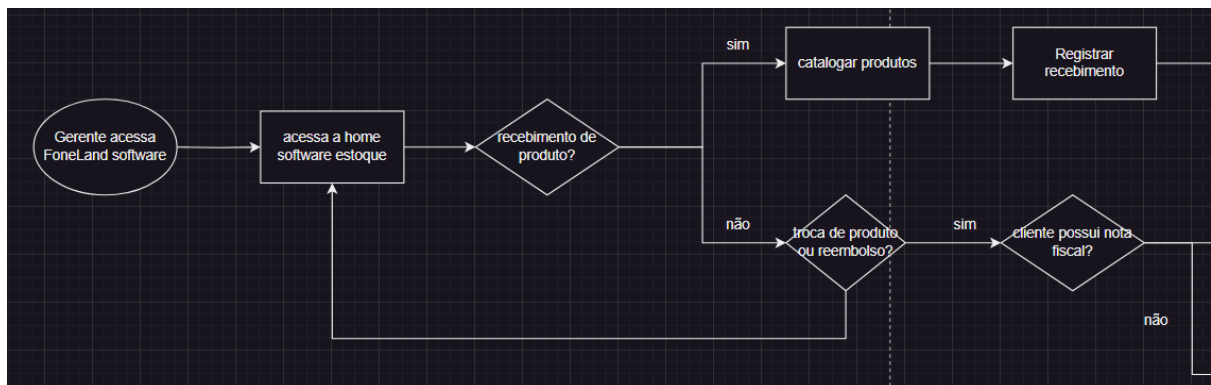 Gerente acessa
FoneLand software
acessa a home
software estoque
recebimento de
produto?
sim
catalogar produtos
Registrar
recebimento
não
troca de produto
ou reembolso?
sim
cliente possui nota
fiscal?
não